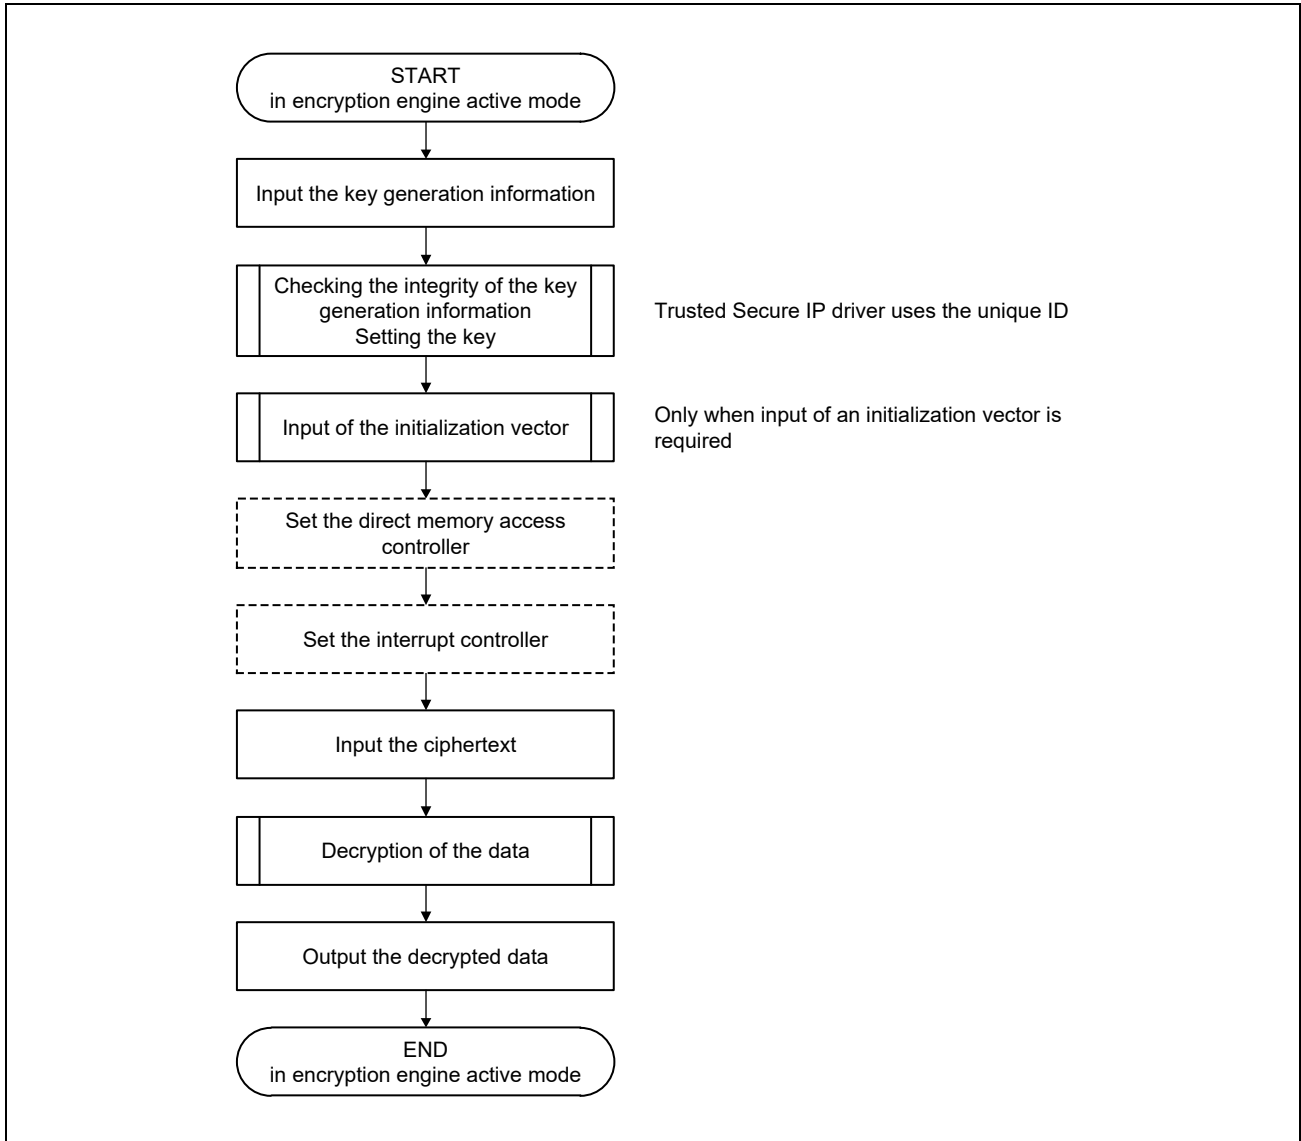 START
in encryption engine active mode
Input the key generation information
Checking the integrity of the key
generation information
Setting the key
Trusted Secure IP driver uses the unique ID
Input of the initialization vector
Only when input of an initialization vector is
required
Set the direct memory access
controller
Set the interrupt controller
Input the ciphertext
Decryption of the data
Output the decrypted data
END
in encryption engine active mode